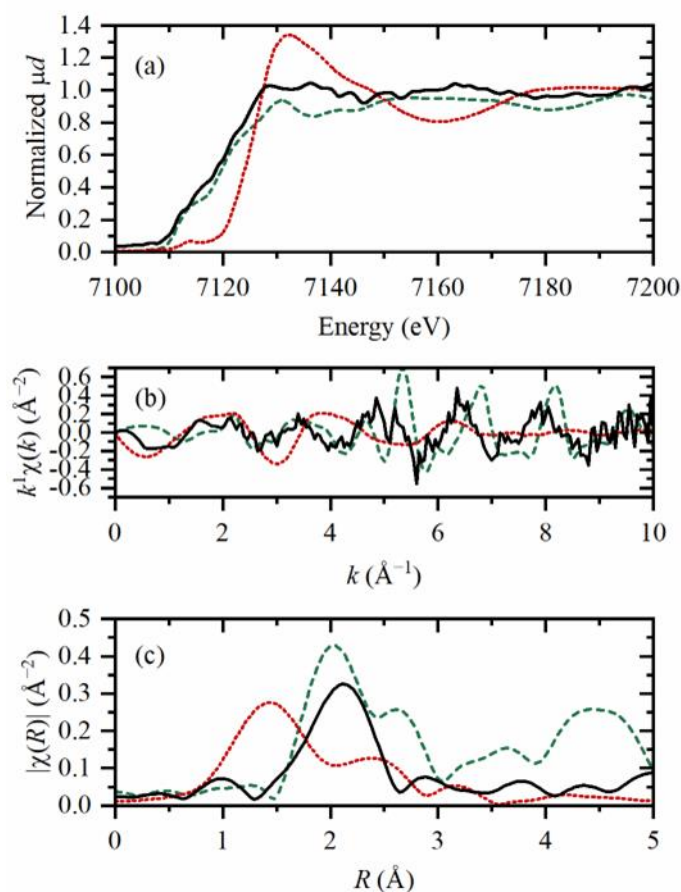 (a)
Normalized μd
1.4
1.2
1.0
0.8
0.6
0.4
0.2
0.0
7100 7120 7140 7160 7180 7200
Energy (eV)
(b)
k¹χ(k) (Å⁻²)
0.6
0.4
0.2
0.0
-0.2
-0.4
-0.6
0 2 4 6 8 10
k (Å⁻¹)
(c)
|χ(R)| (Å⁻²)
0.5
0.4
0.3
0.2
0.1
0.0
0 1 2 3 4 5
R (Å)